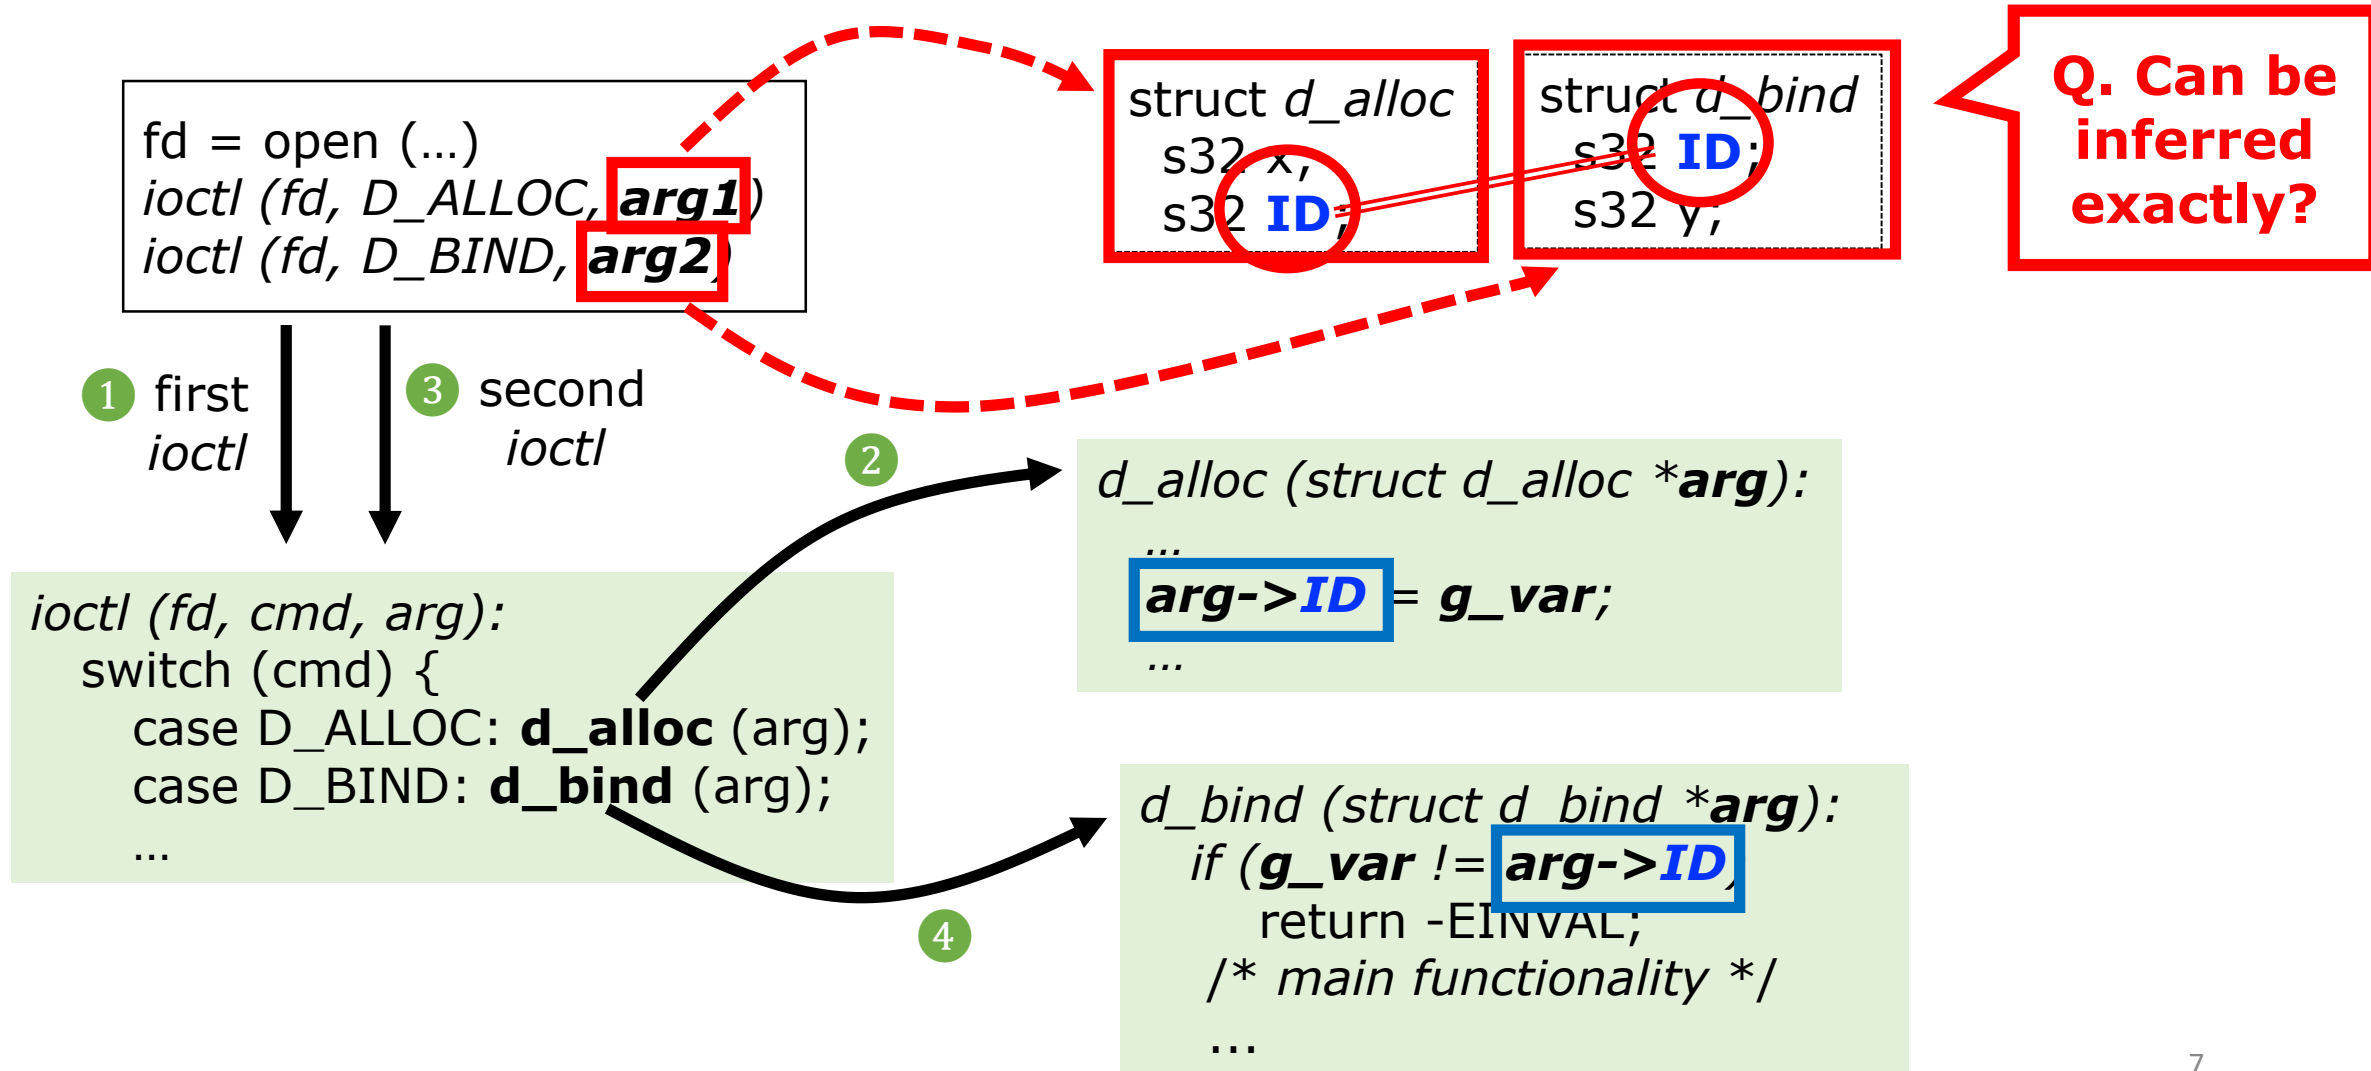 fd = open (…)
ioctl (fd, D_ALLOC, arg1)
ioctl (fd, D_BIND, arg2)
struct d_alloc
s32 x;
s32 ID;
struct d_bind
s32 ID;
s32 y;
Q. Can be
inferred
exactly?
1 first
ioctl
3 second
ioctl
2
ioctl (fd, cmd, arg):
switch (cmd) {
case D_ALLOC: d_alloc (arg);
case D_BIND: d_bind (arg);
…
d_alloc (struct d_alloc *arg):
…
arg->ID = g_var;
…
4
d_bind (struct d_bind *arg):
if (g_var != arg->ID)
return -EINVAL;
/* main functionality */
...
7